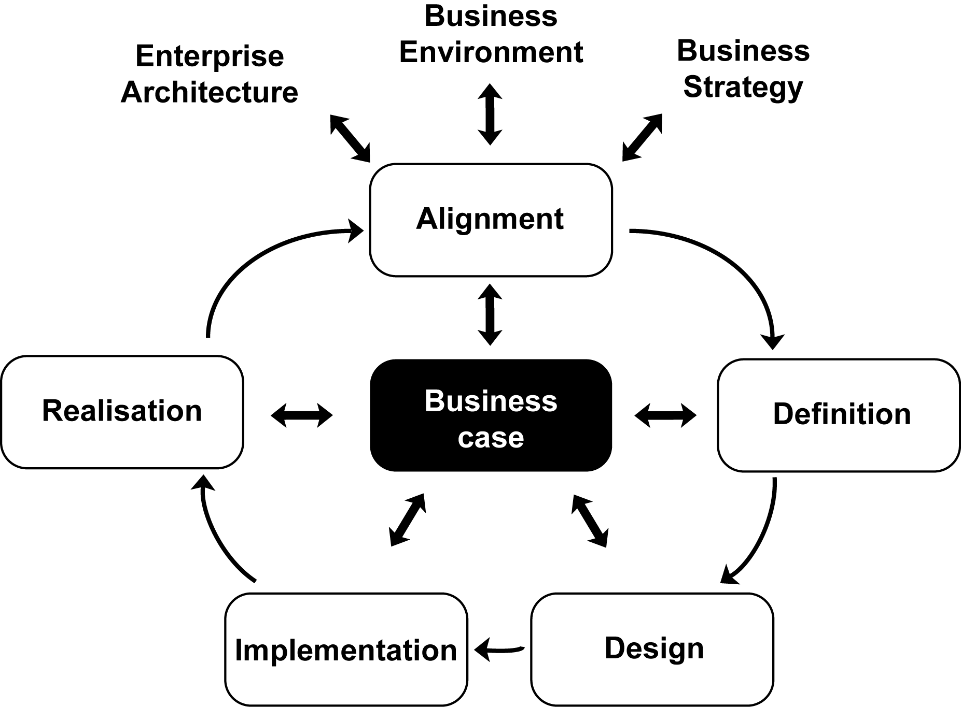 Business
Environment
Enterprise
Architecture
Business
Strategy
Alignment
Realisation
Business
case
Definition
Implementation
Design